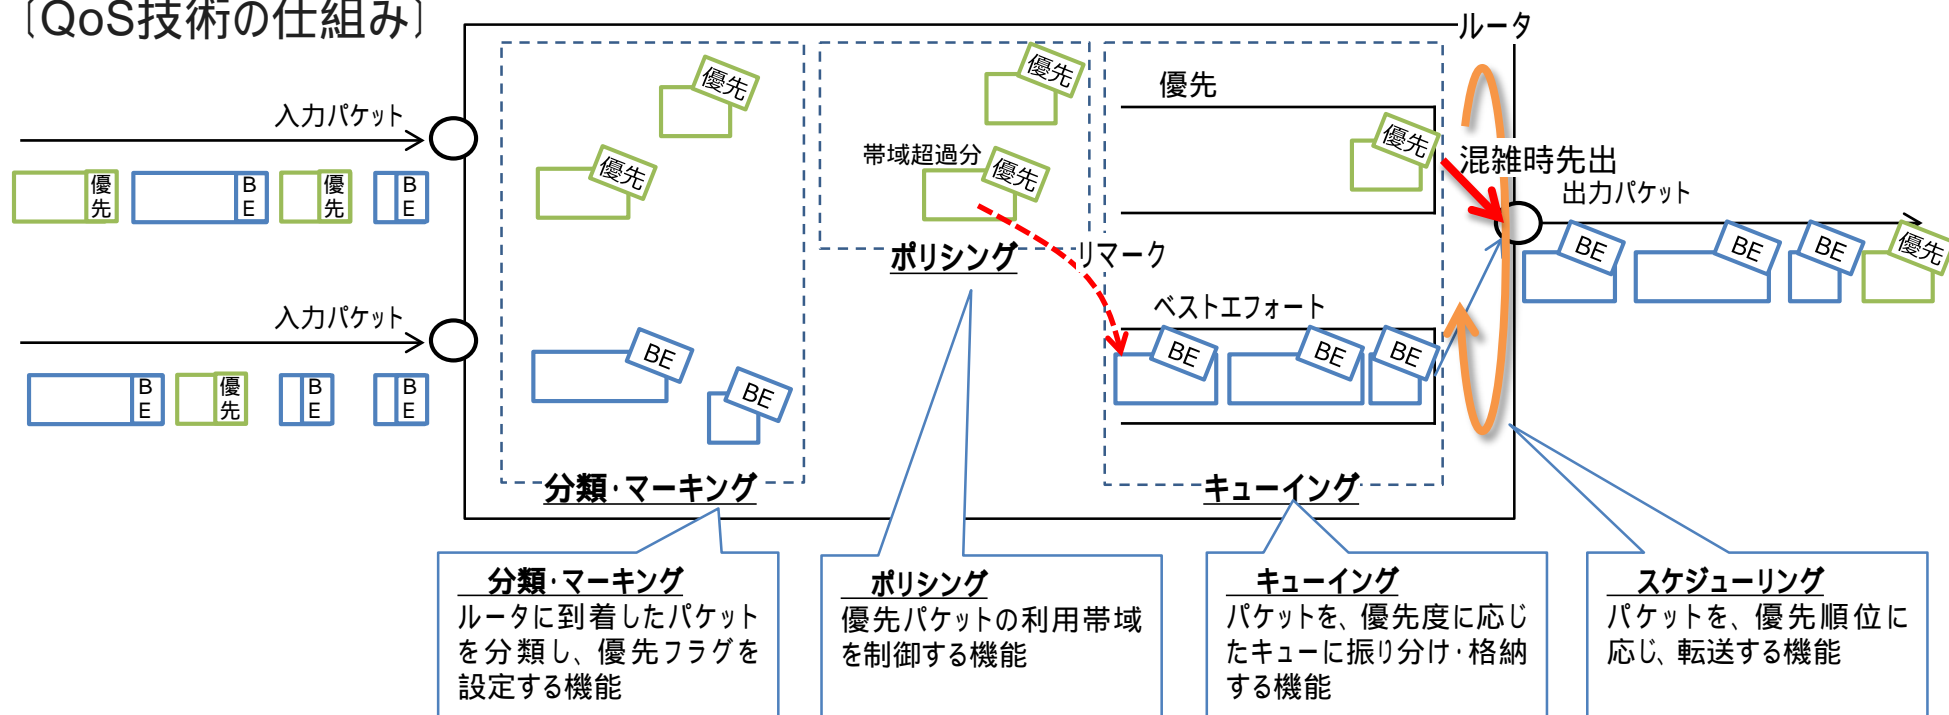 〔QoS技術の仕組み〕
ルータ
入力パケット
優先
BE
優先
BE
入力パケット
BE
優先
BE
BE
優先
優先
BE
BE
分類・マーキング
優先
帯域超過分
優先
ポリシング
リマーク
優先
優先
ベストエフォート
BE
BE
BE
キューイング
混雑時先出
出力パケット
BE
BE
BE
優先
分類・マーキング
ルータに到着したパケット
を分類し、優先フラグを
設定する機能
ポリシング
優先パケットの利用帯域
を制御する機能
キューイング
パケットを、優先度に応じ
たキューに振り分け・格納
する機能
スケジューリング
パケットを、優先順位に
応じ、転送する機能